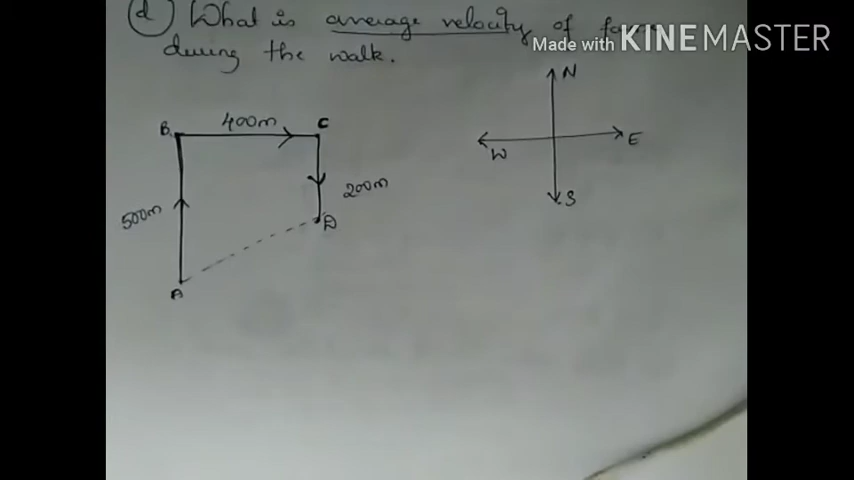 (d) What is average velocity of
during the walk.
Made with KINEMASTER
N
B 400m C
W E
200m
S
500m
D
A